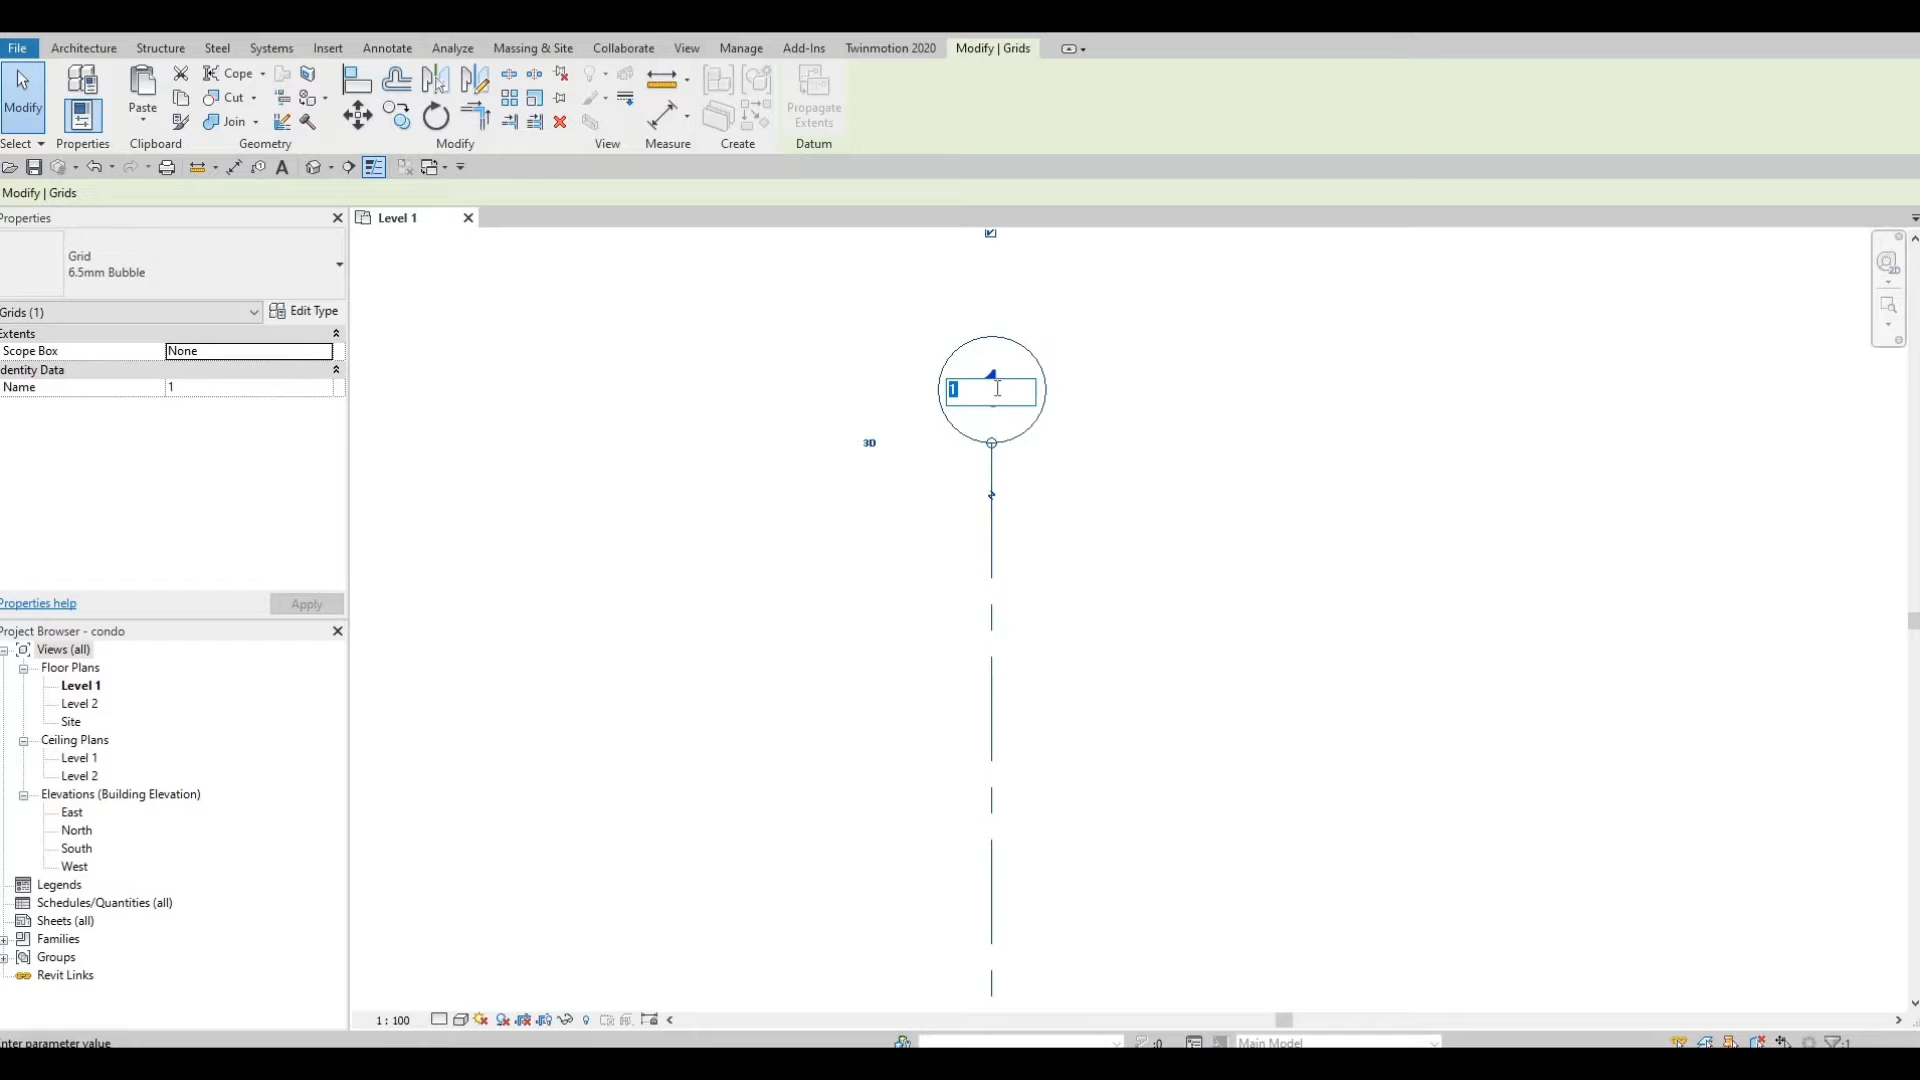 File Architecture Structure Steel Systems Insert Annotate Analyze Massing & Site Collaborate View Manage Add-Ins Twinmotion 2020 Modify | Grids
Modify Paste Cope Cut Join Propagate Extents
Select Properties Clipboard Geometry Modify View Measure Create Datum
Modify | Grids
Properties
Level 1
Grid
6.5mm Bubble
Grids (1) Edit Type
Extents
Scope Box None
Identity Data
Name 1
1
3D
2D
Properties help Apply
Project Browser - condo
Views (all)
Floor Plans
Level 1
Level 2
Site
Ceiling Plans
Level 1
Level 2
Elevations (Building Elevation)
East
North
South
West
Legends
Schedules/Quantities (all)
Sheets (all)
Families
Groups
Revit Links
1 : 100
Enter parameter value :0 Main Model :1